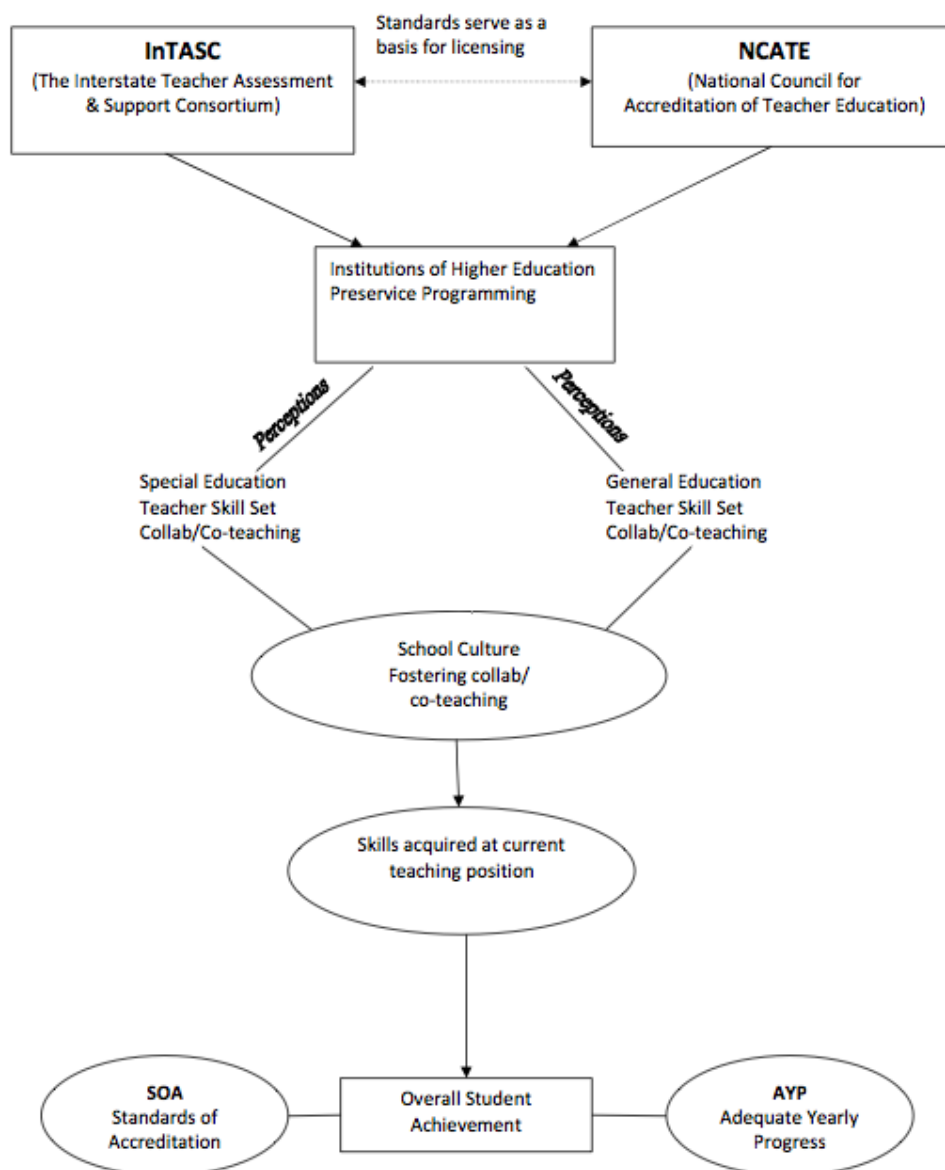 Standards serve as a
basis for licensing
InTASC
(The Interstate Teacher Assessment
& Support Consortium)
NCATE
(National Council for
Accreditation of Teacher Education)
Institutions of Higher Education
Preservice Programming
Perceptions
Perceptions
Special Education
Teacher Skill Set
Collab/Co-teaching
General Education
Teacher Skill Set
Collab/Co-teaching
School Culture
Fostering collab/
co-teaching
Skills acquired at current
teaching position
SOA
Standards of
Accreditation
Overall Student
Achievement
AYP
Adequate Yearly
Progress